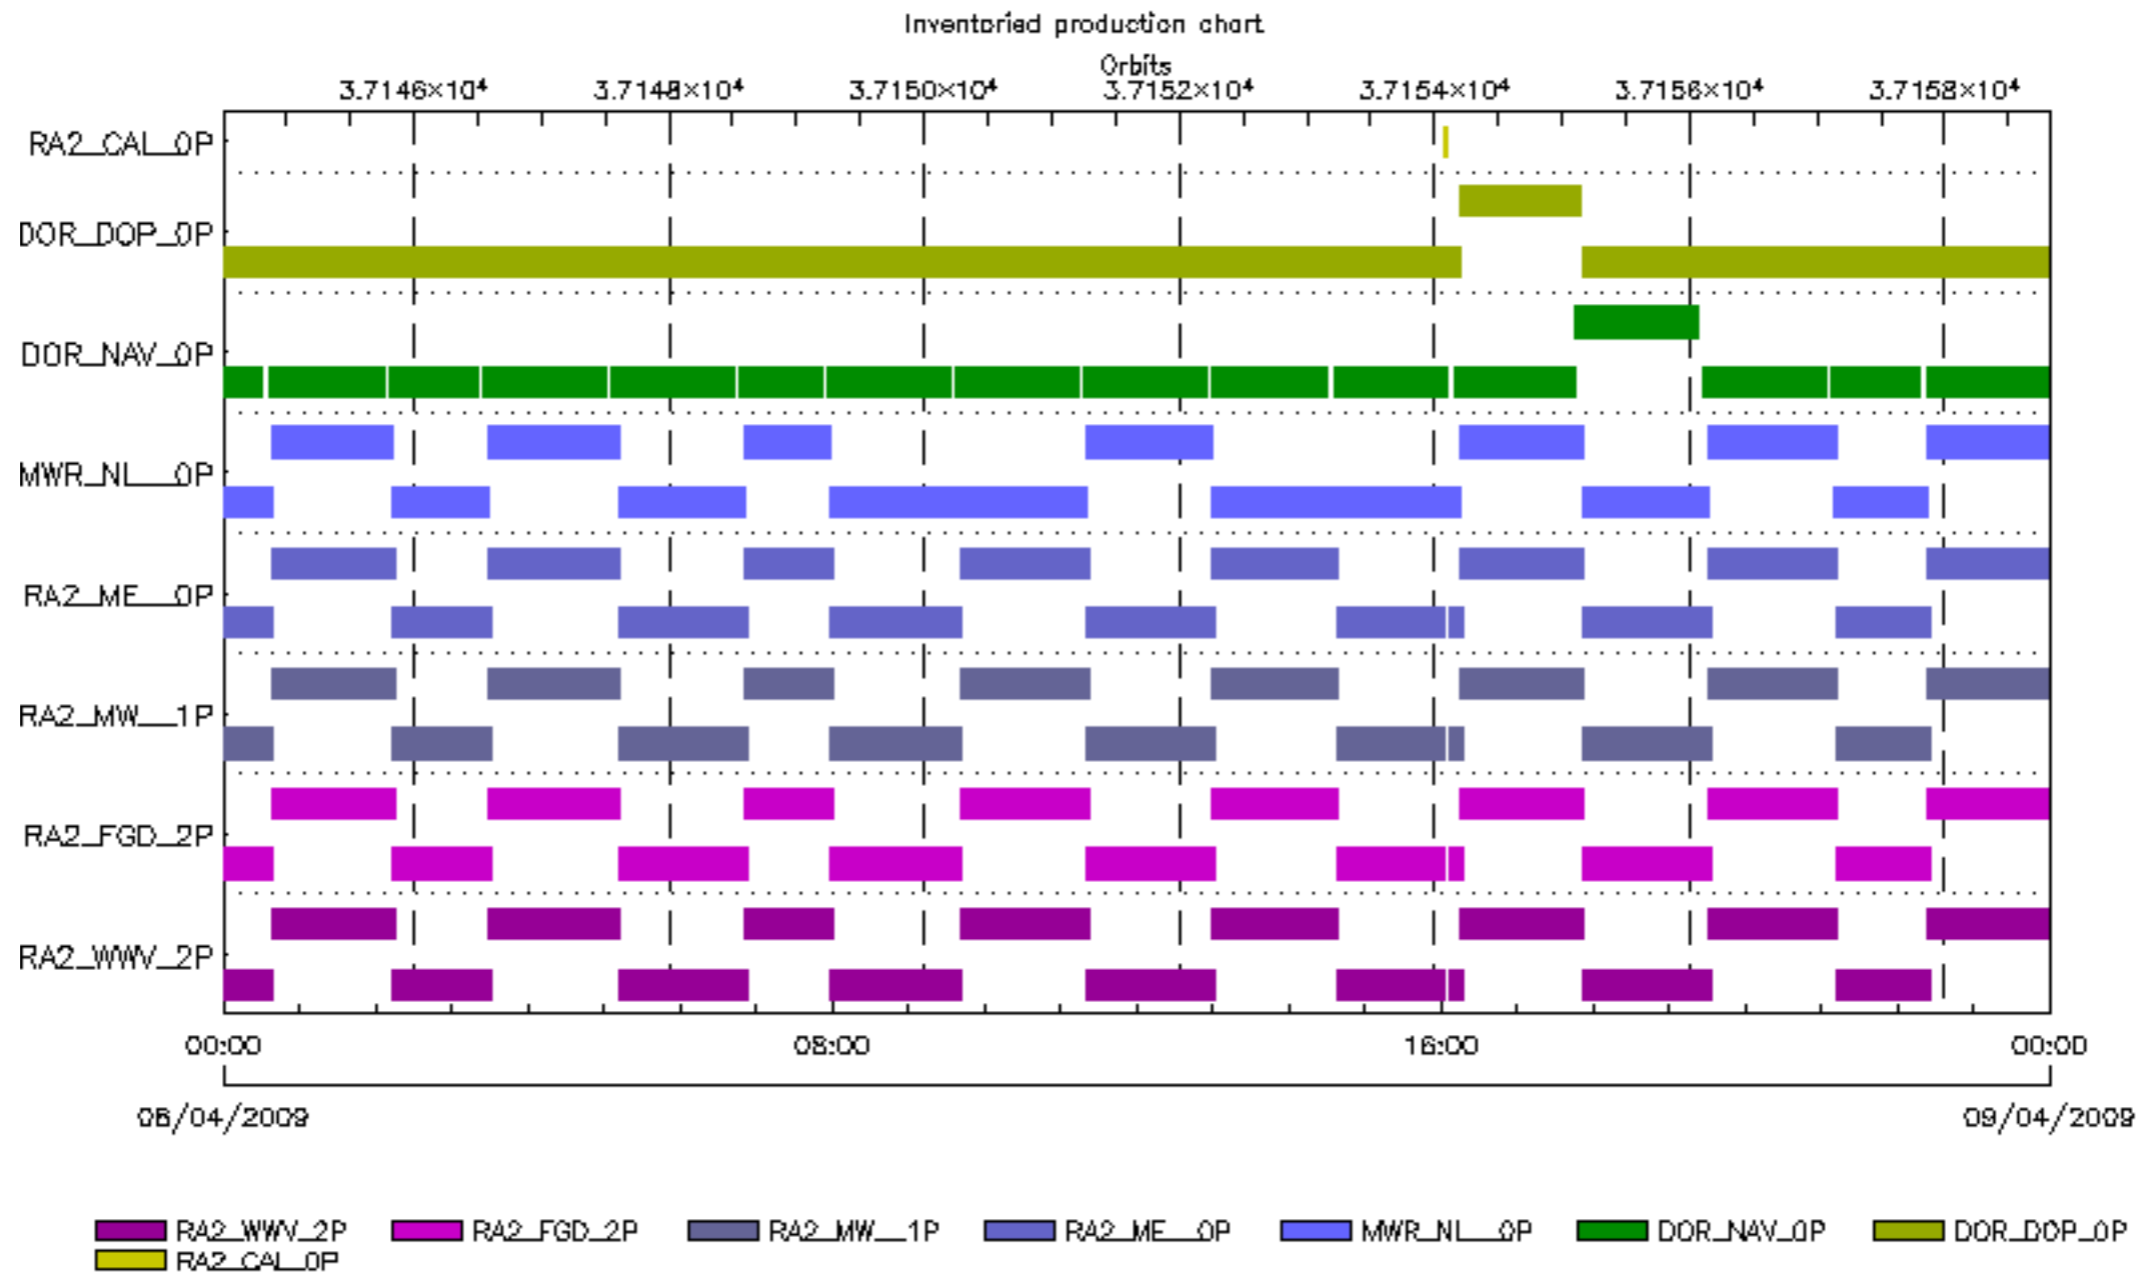 Inventoried production chart
Orbits
3.7146×10⁴ 3.7148×10⁴ 3.7150×10⁴ 3.7152×10⁴ 3.7154×10⁴ 3.7156×10⁴ 3.7158×10⁴
RA2_CAL_0P
DOR_DOP_0P
DOR_NAV_0P
MWR_NL__0P
RA2_ME__0P
RA2_MW__1P
RA2_FGD_2P
RA2_WWV_2P
00:00 08:00 16:00 00:00
08/04/2009 09/04/2009
RA2_WWV_2P RA2_FGD_2P RA2_MW__1P RA2_ME__0P MWR_NL__0P DOR_NAV_0P DOR_DOP_0P
RA2_CAL_0P